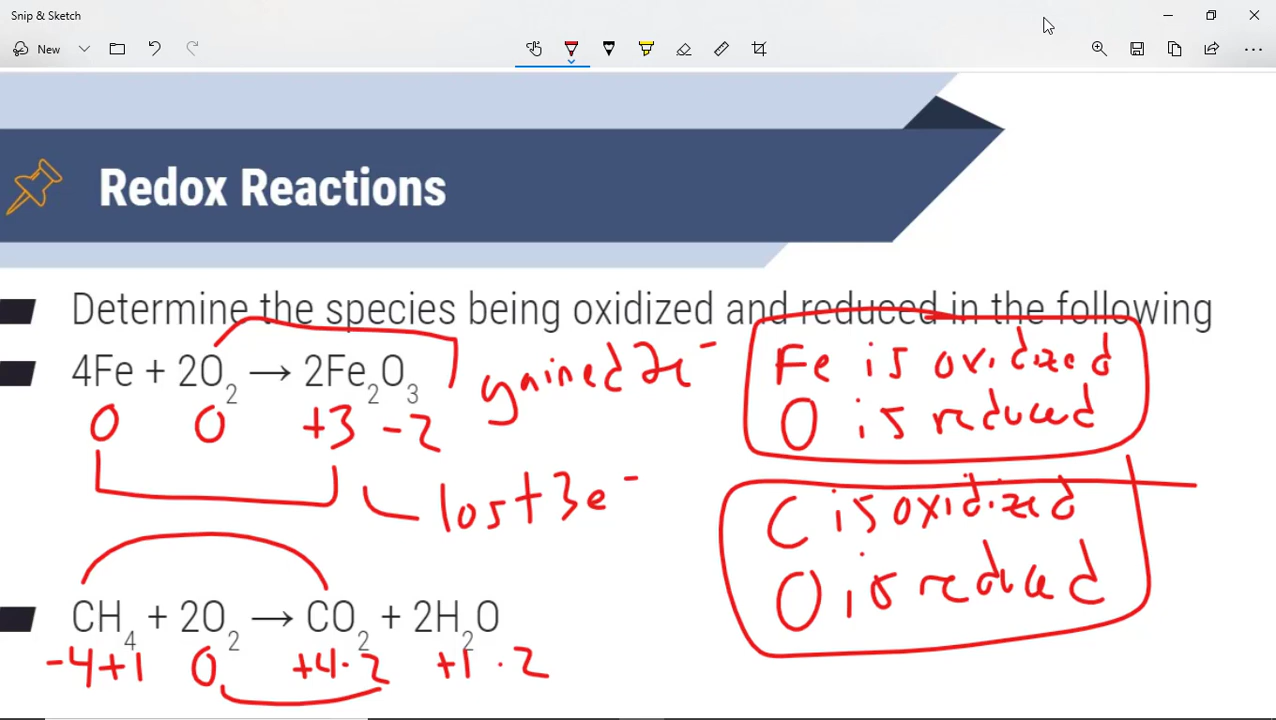 Snip & Sketch
New
Redox Reactions
Determine the species being oxidized and reduced in the following
4Fe + 2O₂ → 2Fe₂O₃
gained 2e⁻
Fe is oxidized
O is reduced
0 0 +3 -2
lost 3e⁻
C is oxidized
O is reduced
CH₄ + 2O₂ → CO₂ + 2H₂O
-4 +1 0 +4 -2 +1 -2